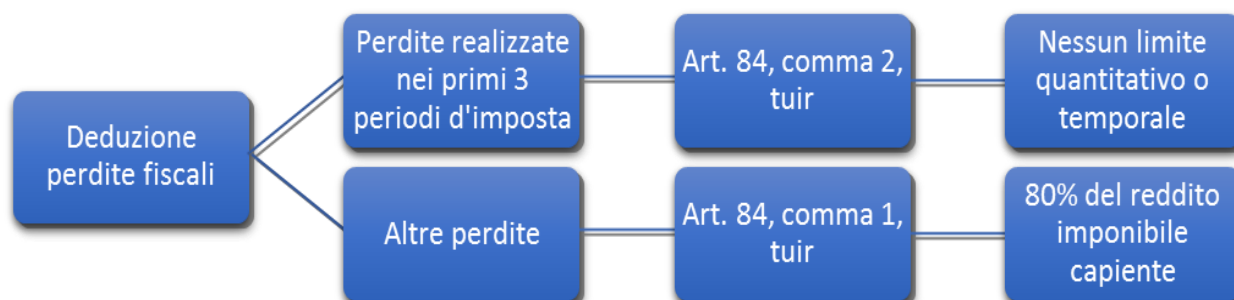 Deduzione
perdite fiscali
Perdite realizzate
nei primi 3
periodi d'imposta
Art. 84, comma 2,
tuir
Nessun limite
quantitativo o
temporale
Altre perdite
Art. 84, comma 1,
tuir
80% del reddito
imponibile
capiente